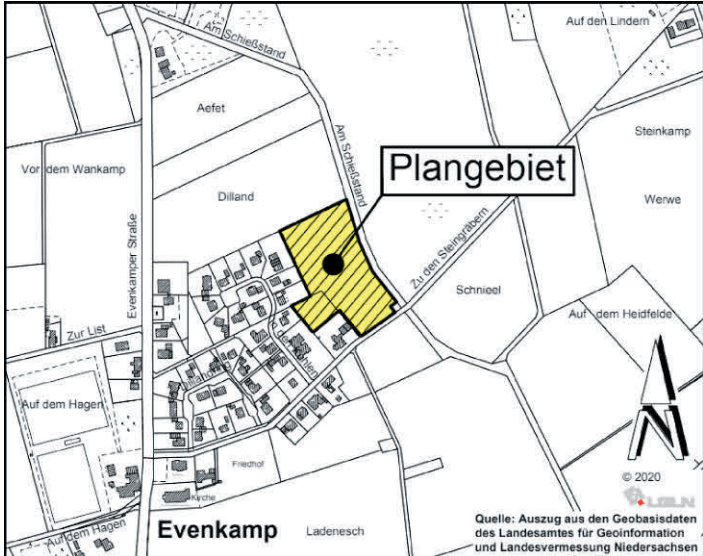 Am Schießstand
Auf den Lindern
Aefet
Steinkamp
Am Schießstand
Plangebiet
Vor dem Wankamp
Dilland
Werwe
Evenkamper Straße
Zu den Steingräbern
Schnieel
Auf dem Heidfelde
Zur List
Auf dem Hagen
© 2020
LGLN
Friedhof
Kirche
Auf dem Hagen
Evenkamp
Ladenesch
Quelle: Auszug aus den Geobasisdaten
des Landesamtes für Geoinformation
und Landesvermessung Niedersachsen